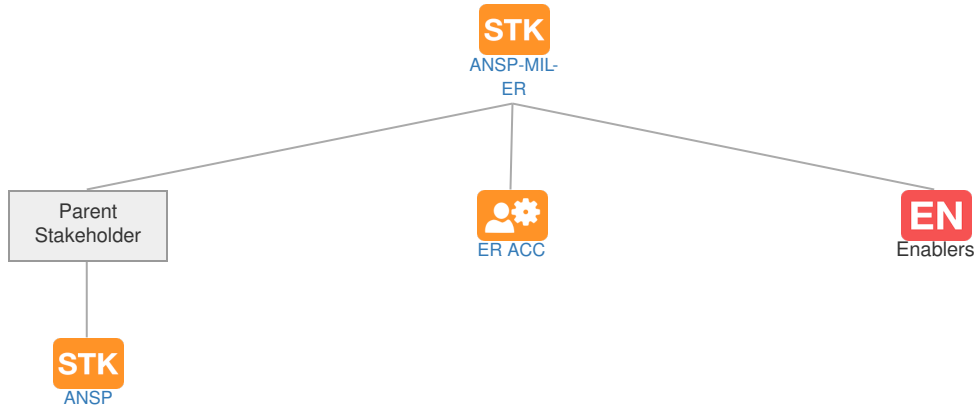 STK
ANSP-MIL-
ER
Parent
Stakeholder
ER ACC
EN
Enablers
STK
ANSP